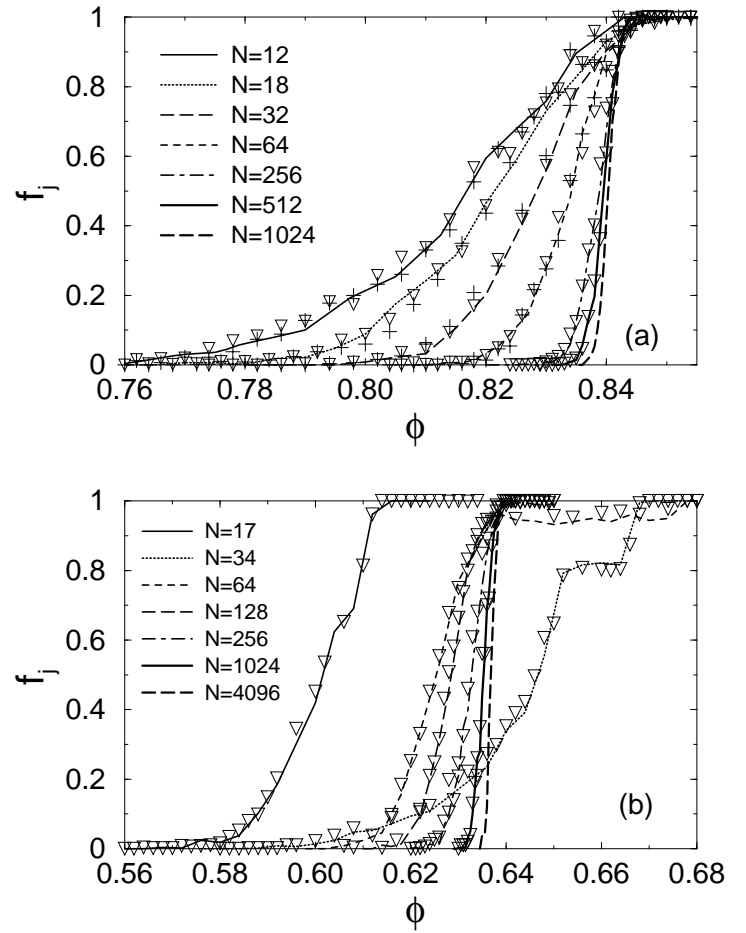 f_j
1
0.8
0.6
0.4
0.2
0
N=12
N=18
N=32
N=64
N=256
N=512
N=1024
(a)
0.76 0.78 0.80 0.82 0.84
ϕ
f_j
1
0.8
0.6
0.4
0.2
0
N=17
N=34
N=64
N=128
N=256
N=1024
N=4096
(b)
0.56 0.58 0.60 0.62 0.64 0.66 0.68
ϕ